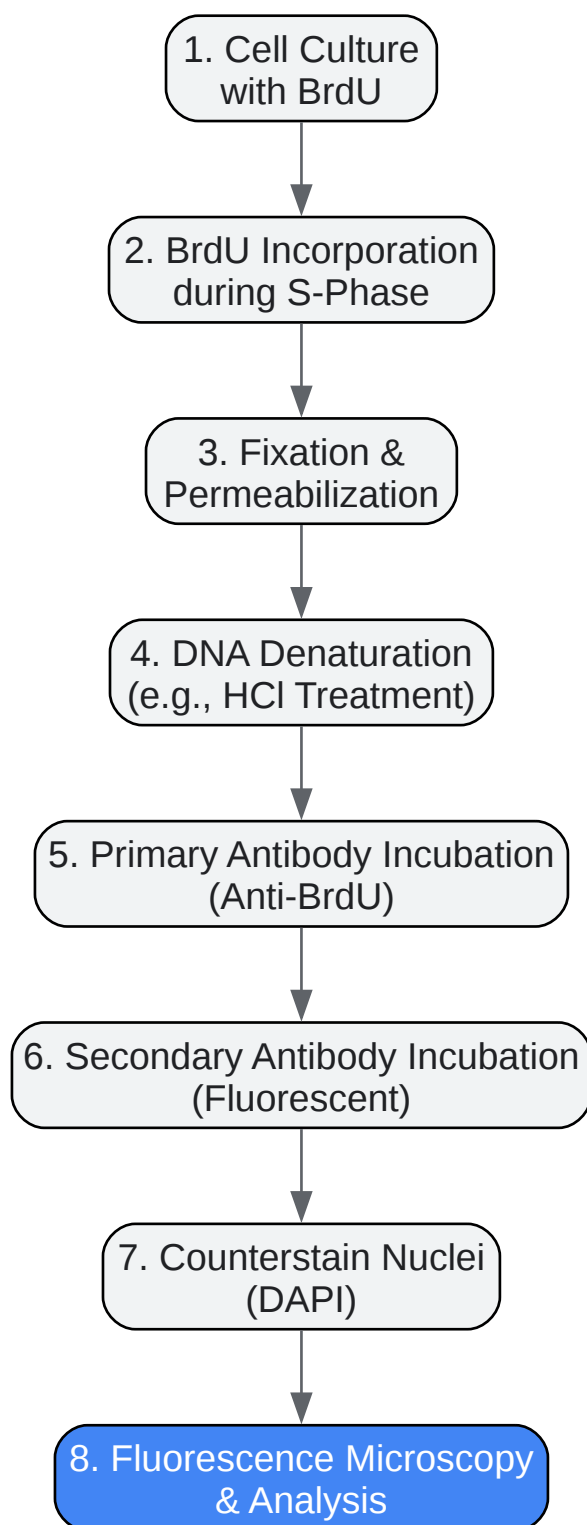 1. Cell Culture
with BrdU
2. BrdU Incorporation
during S-Phase
3. Fixation &
Permeabilization
4. DNA Denaturation
(e.g., HCl Treatment)
5. Primary Antibody Incubation
(Anti-BrdU)
6. Secondary Antibody Incubation
(Fluorescent)
7. Counterstain Nuclei
(DAPI)
8. Fluorescence Microscopy
& Analysis